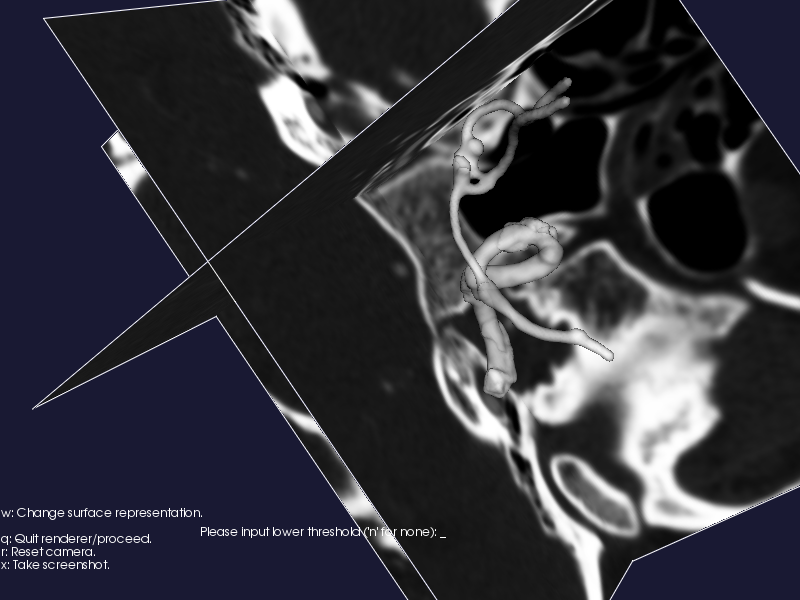 w: Change surface representation.
Please input lower threshold ('n' for none): _
q: Quit renderer/proceed.
r: Reset camera.
x: Take screenshot.